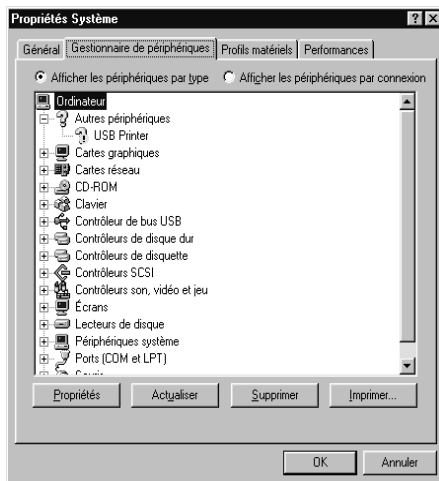 Propriétés Système
Général Gestionnaire de périphériques Profils matériels Performances
Afficher les périphériques par type Afficher les périphériques par connexion
Ordinateur
Autres périphériques
USB Printer
Cartes graphiques
Cartes réseau
CD-ROM
Clavier
Contrôleur de bus USB
Contrôleurs de disque dur
Contrôleurs de disquette
Contrôleurs SCSI
Contrôleurs son, vidéo et jeu
Écrans
Lecteurs de disque
Périphériques système
Ports (COM et LPT)
Propriétés Actualiser Supprimer Imprimer...
OK Annuler